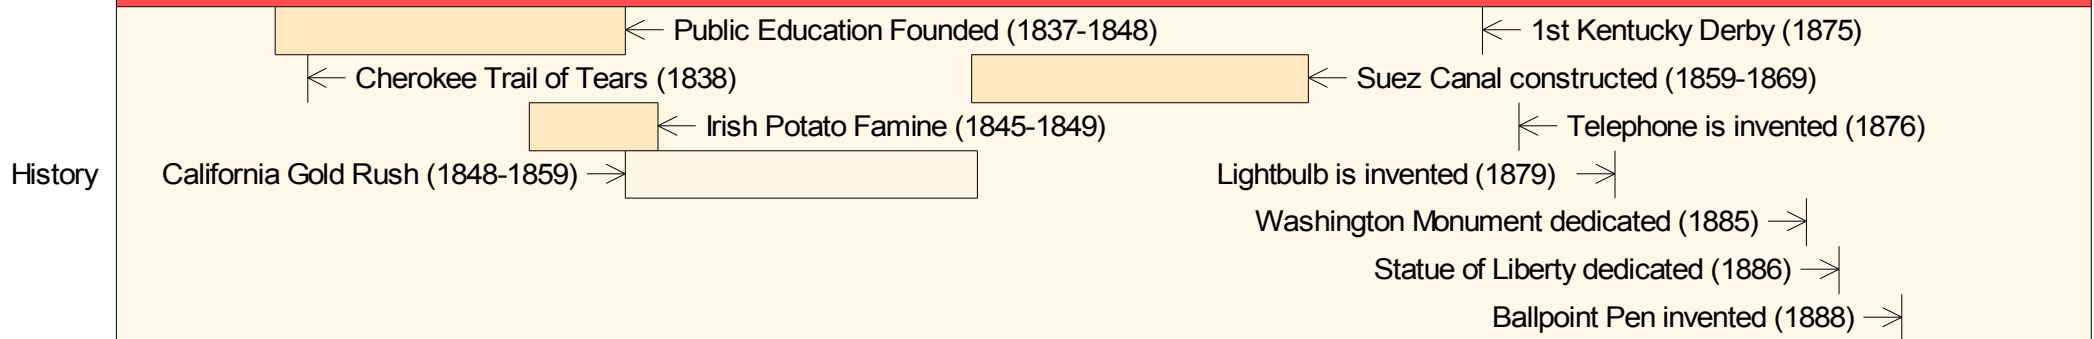 Public Education Founded (1837-1848)
1st Kentucky Derby (1875)
Cherokee Trail of Tears (1838)
Suez Canal constructed (1859-1869)
Irish Potato Famine (1845-1849)
Telephone is invented (1876)
History
California Gold Rush (1848-1859)
Lightbulb is invented (1879)
Washington Monument dedicated (1885)
Statue of Liberty dedicated (1886)
Ballpoint Pen invented (1888)